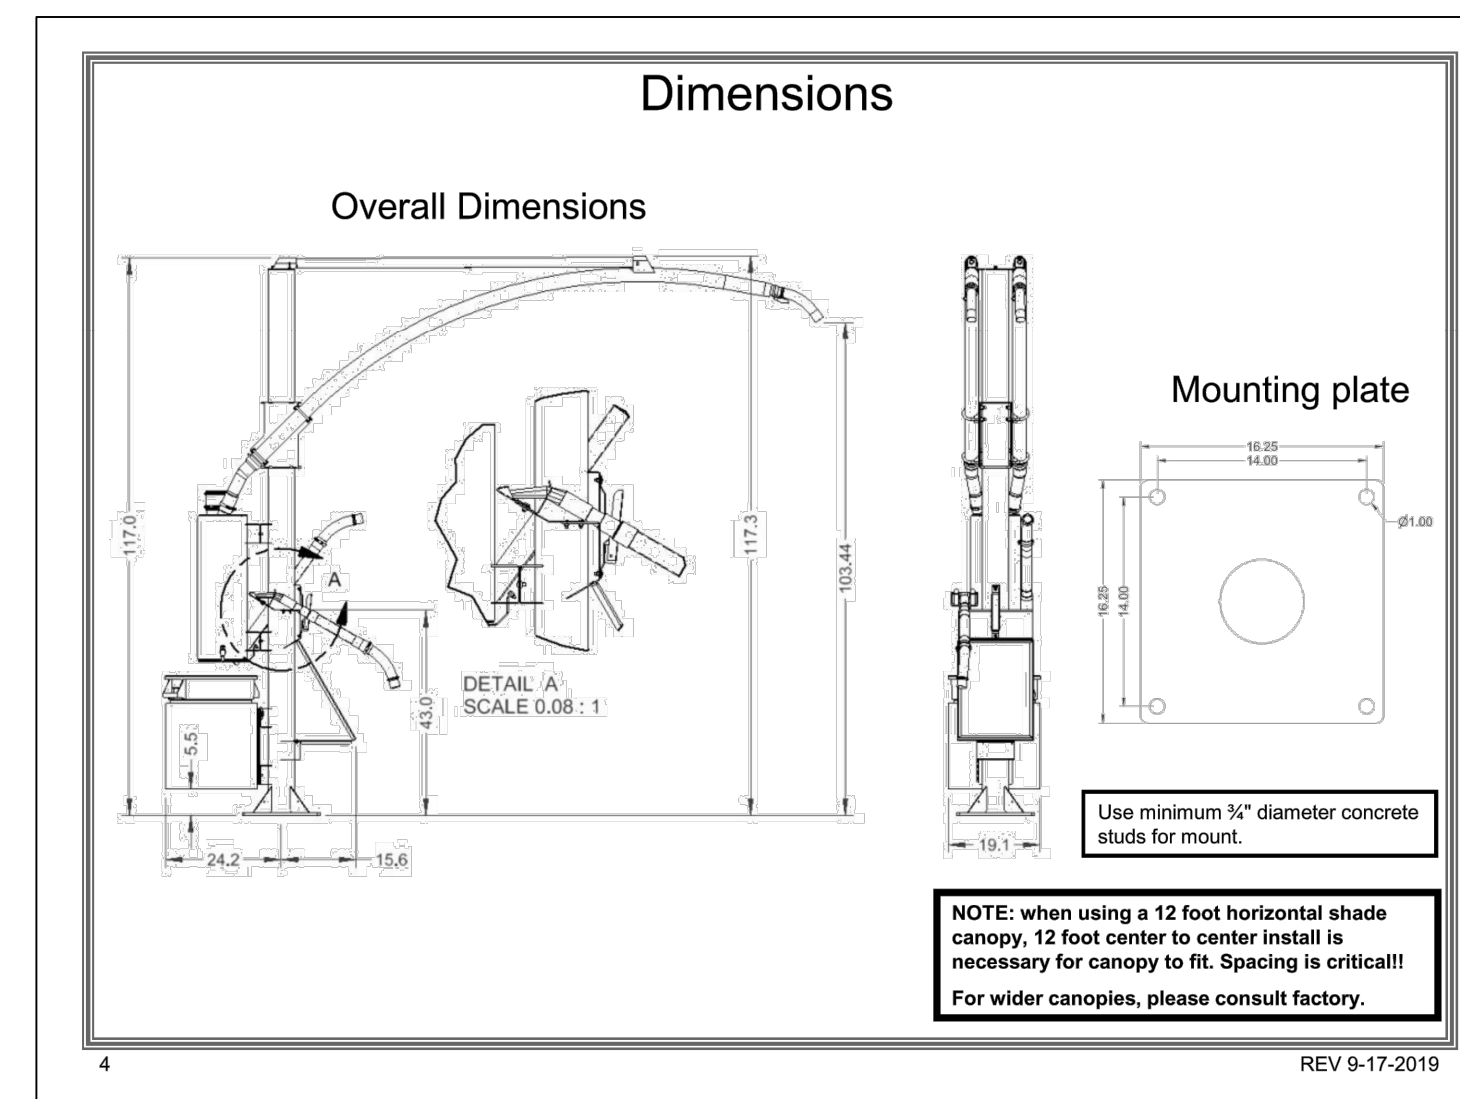 Dimensions
Overall Dimensions
117.0
A
5.5
43.0
24.2
15.6
DETAIL A
SCALE 0.08 : 1
117.3
103.44
19.1
Mounting plate
16.25
14.00
Ø1.00
16.25
14.00
Use minimum ¾" diameter concrete
studs for mount.
NOTE: when using a 12 foot horizontal shade
canopy, 12 foot center to center install is
necessary for canopy to fit. Spacing is critical!!
For wider canopies, please consult factory.
4
REV 9-17-2019